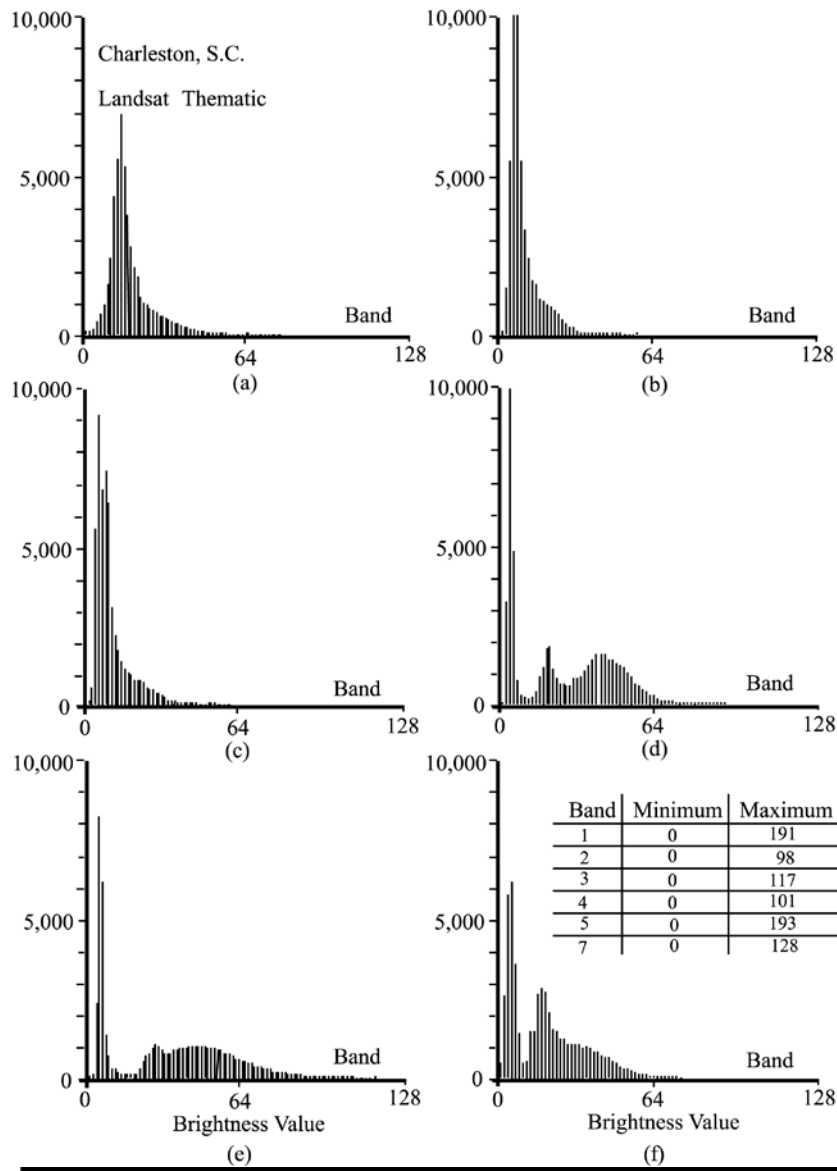 10,000
Charleston, S.C.
Landsat Thematic
5,000
Band
0
0 64 128
(a)
10,000
5,000
0
0 64 128
(b)
10,000
5,000
Band
0
0 64 128
(c)
10,000
5,000
Band
0
0 64 128
(d)
10,000
5,000
Band
0
0 64 128
Brightness Value
(e)
10,000
Band Minimum Maximum
1 0 191
2 0 98
3 0 117
4 0 101
5 0 193
7 0 128
5,000
Band
0
0 64 128
Brightness Value
(f)